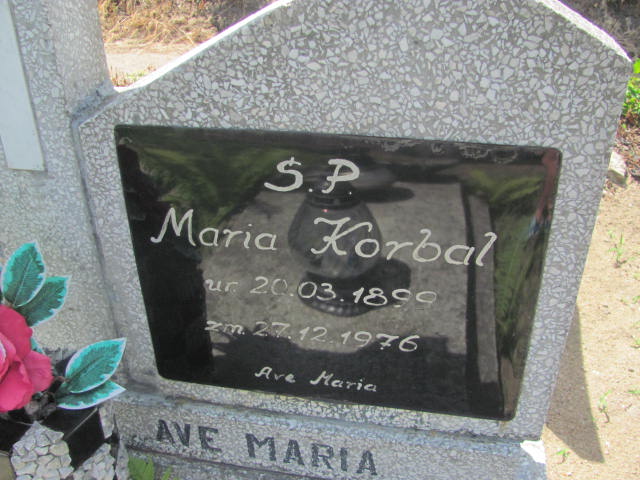 Ś.P.
Maria Korbal
ur. 20.03.1899
zm. 27.12.1976
Ave Maria
AVE MARIA